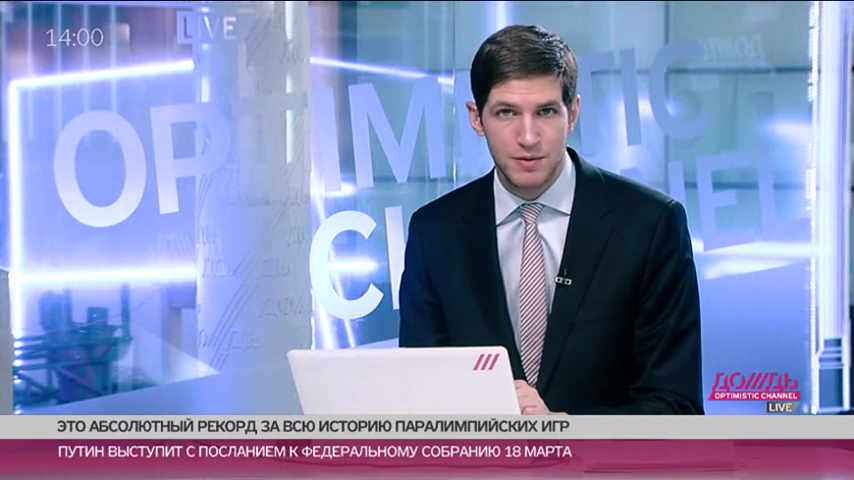 14:00
LIVE
OPTIMISTIC
CHANNEL
ДОЖДЬ
OPTIMISTIC CHANNEL
LIVE
ЭТО АБСОЛЮТНЫЙ РЕКОРД ЗА ВСЮ ИСТОРИЮ ПАРАЛИМПИЙСКИХ ИГР
ПУТИН ВЫСТУПИТ С ПОСЛАНИЕМ К ФЕДЕРАЛЬНОМУ СОБРАНИЮ 18 МАРТА